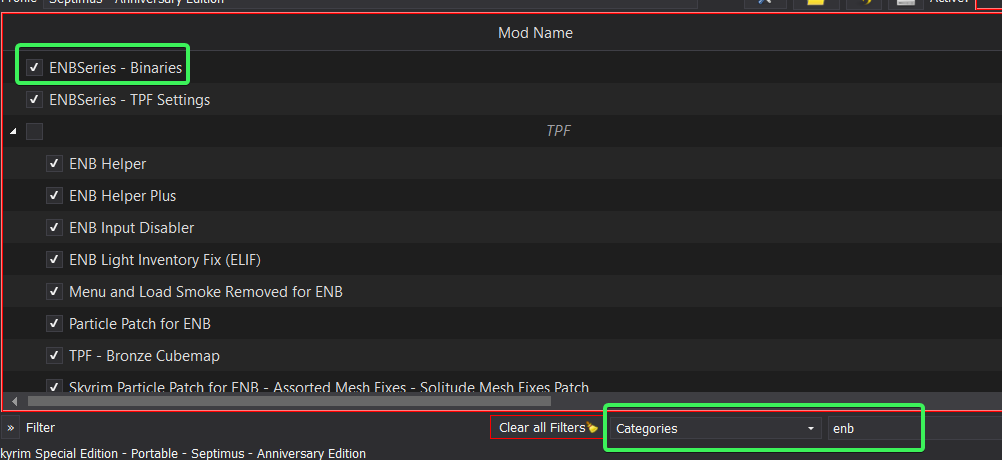 Profile Septimus - Anniversary Edition Active:
Mod Name
ENBSeries - Binaries
ENBSeries - TPF Settings
TPF
ENB Helper
ENB Helper Plus
ENB Input Disabler
ENB Light Inventory Fix (ELIF)
Menu and Load Smoke Removed for ENB
Particle Patch for ENB
TPF - Bronze Cubemap
Skyrim Particle Patch for ENB - Assorted Mesh Fixes - Solitude Mesh Fixes Patch
» Filter Clear all Filters Categories enb
kyrim Special Edition - Portable - Septimus - Anniversary Edition